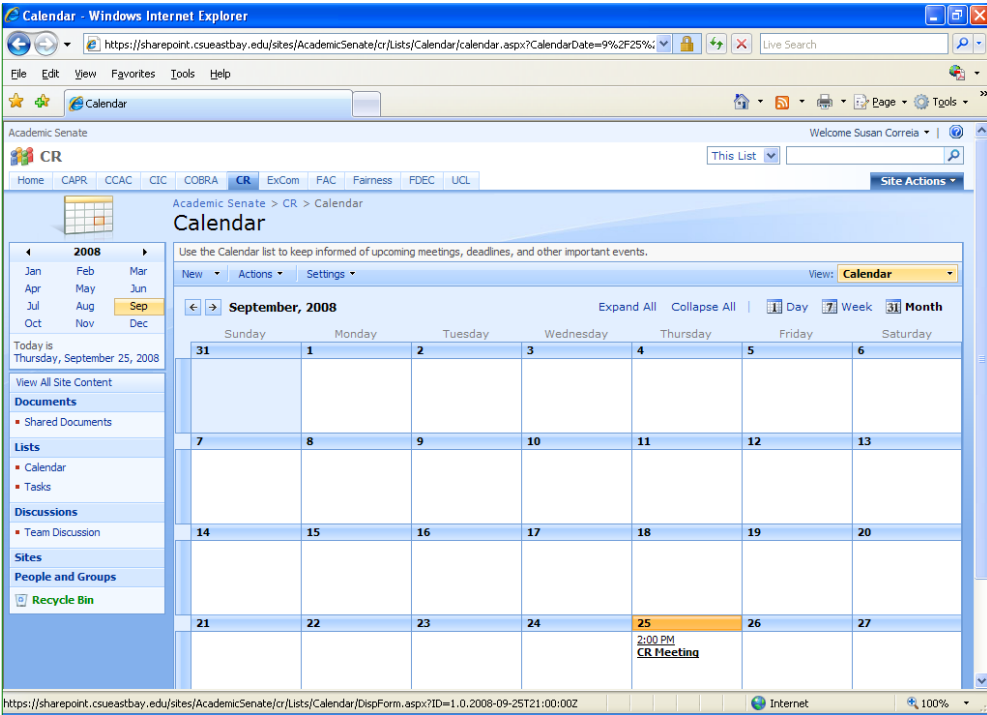 Calendar - Windows Internet Explorer
https://sharepoint.csueastbay.edu/sites/AcademicSenate/cr/Lists/Calendar/calendar.aspx?CalendarDate=9%2F25%
Live Search
File Edit View Favorites Tools Help
Calendar
Page Tools
Academic Senate
Welcome Susan Correia
CR
This List
Home CAPR CCAC CIC COBRA CR ExCom FAC Fairness FDEC UCL
Site Actions
Academic Senate > CR > Calendar
Calendar
2008
Jan Feb Mar
Apr May Jun
Jul Aug Sep
Oct Nov Dec
Today is
Thursday, September 25, 2008
View All Site Content
Documents
Shared Documents
Lists
Calendar
Tasks
Discussions
Team Discussion
Sites
People and Groups
Recycle Bin
Use the Calendar list to keep informed of upcoming meetings, deadlines, and other important events.
New Actions Settings
View: Calendar
September, 2008
Expand All Collapse All | 1 Day 7 Week 31 Month
Sunday Monday Tuesday Wednesday Thursday Friday Saturday
31 1 2 3 4 5 6
7 8 9 10 11 12 13
14 15 16 17 18 19 20
21 22 23 24 25 26 27
2:00 PM
CR Meeting
https://sharepoint.csueastbay.edu/sites/AcademicSenate/cr/Lists/Calendar/DispForm.aspx?ID=1.0.2008-09-25T21:00:00Z
Internet
100%